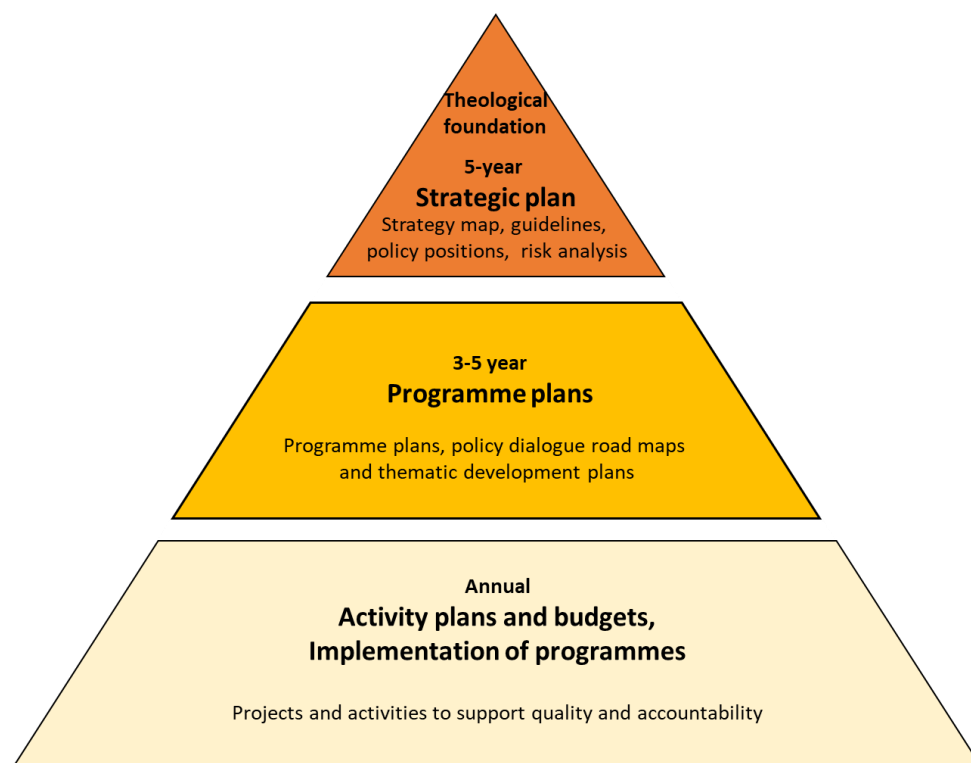 Theological
foundation
5-year
Strategic plan
Strategy map, guidelines,
policy positions, risk analysis
3-5 year
Programme plans
Programme plans, policy dialogue road maps
and thematic development plans
Annual
Activity plans and budgets,
Implementation of programmes
Projects and activities to support quality and accountability